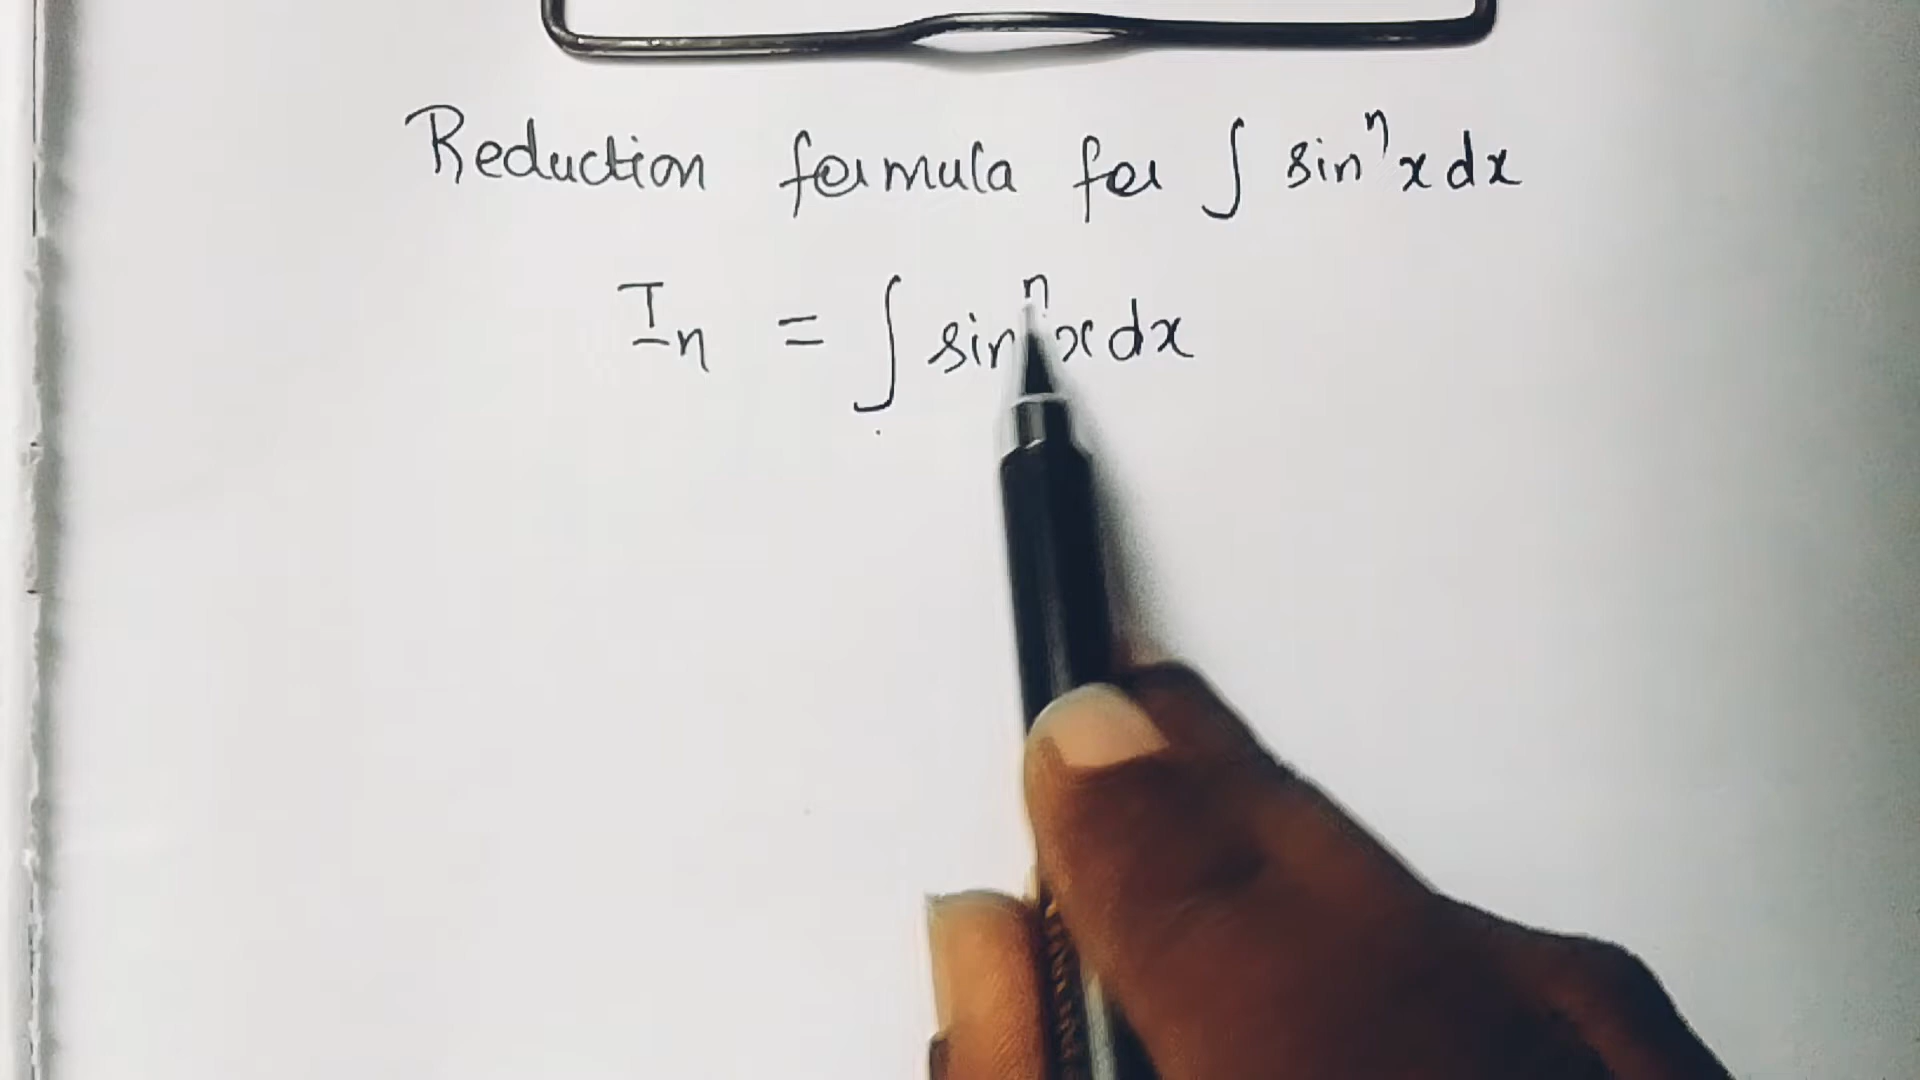 Reduction formula for ∫ sinⁿx dx
Iₙ = ∫ sinⁿx dx